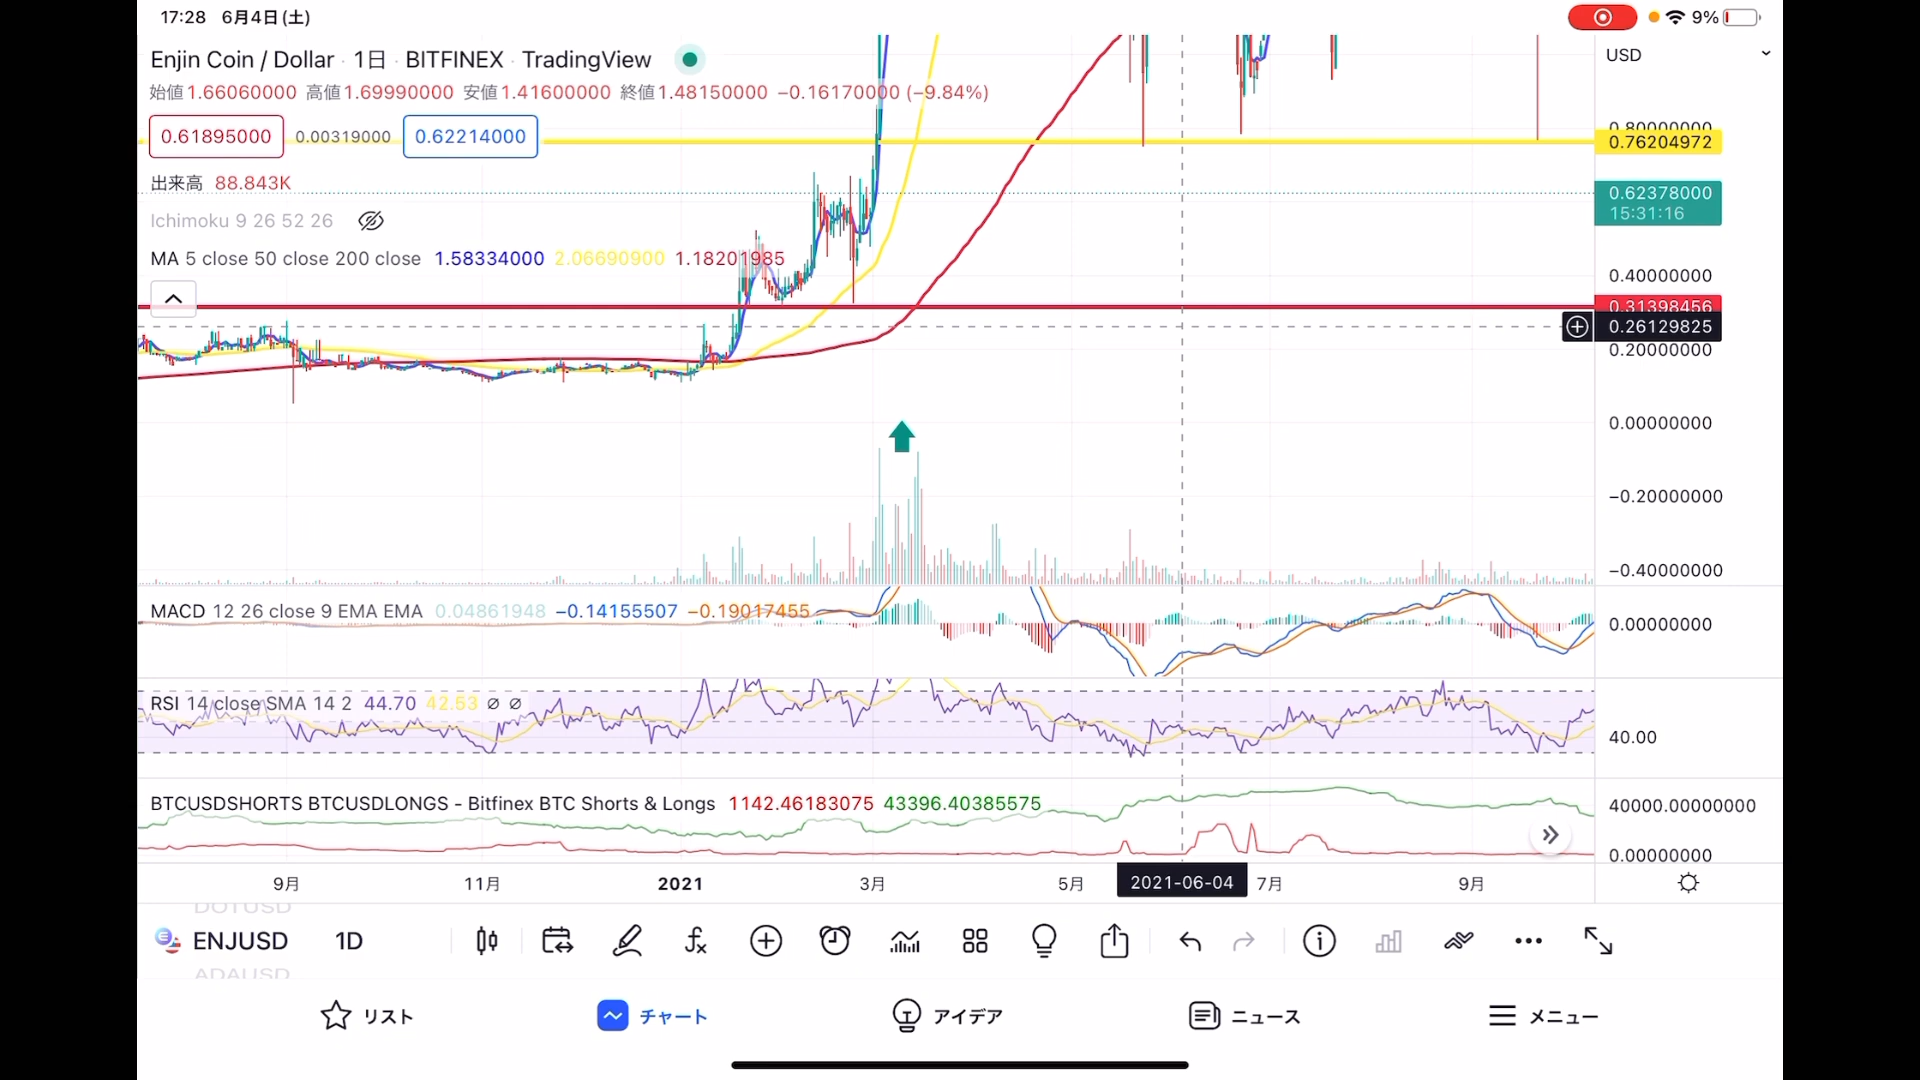 17:28 6月4日(土)
9%
Enjin Coin / Dollar · 1日 · BITFINEX · TradingView
USD
始値1.66060000 高値1.69990000 安値1.41600000 終値1.48150000 −0.16170000 (−9.84%)
0.61895000 0.00319000 0.62214000
0.80000000
0.76204972
出来高 88.843K
0.62378000
15:31:16
Ichimoku 9 26 52 26
MA 5 close 50 close 200 close 1.58334000 2.06690900 1.18201985
0.40000000
0.31398456
0.26129825
0.20000000
0.00000000
−0.20000000
−0.40000000
MACD 12 26 close 9 EMA EMA 0.04861948 −0.14155507 −0.19017455
0.00000000
RSI 14 close SMA 14 2 44.70 42.53 ∅ ∅
40.00
BTCUSDSHORTS BTCUSDLONGS - Bitfinex BTC Shorts & Longs 1142.46183075 43396.40385575
40000.00000000
0.00000000
9月 11月 2021 3月 5月 2021-06-04 7月 9月
DOTUSD
ENJUSD 1D
ADAUSD
リスト チャート アイデア ニュース メニュー